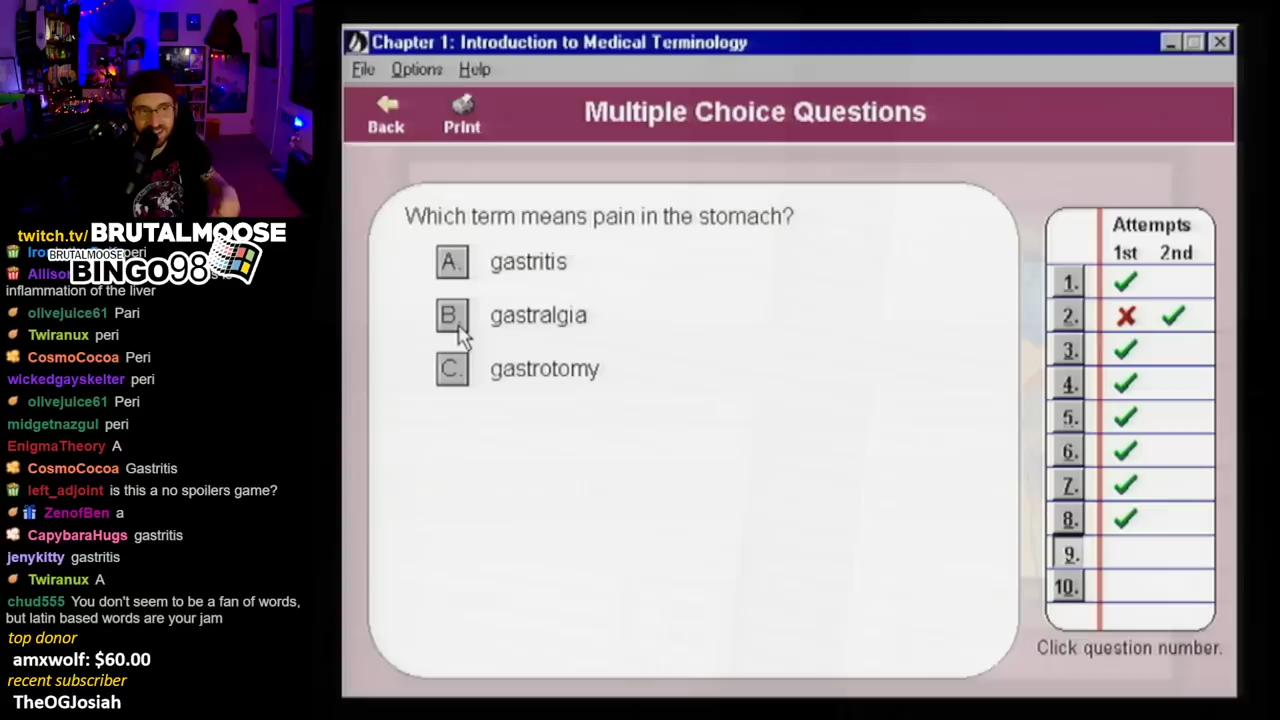 twitch.tv/BRUTALMOOSE
BRUTALMOOSE
BINGO98
peri
Allison
inflammation of the liver
olivejuice61 Pari
Twiranux peri
CosmoCocoa Peri
wickedgayskelter peri
olivejuice61 Peri
midgetnazgul peri
EnigmaTheory A
CosmoCocoa Gastritis
left_adjoint is this a no spoilers game?
ZenofBen a
CapybaraHugs gastritis
jenykitty gastritis
Twiranux A
chud555 You don't seem to be a fan of words,
but latin based words are your jam
top donor
amxwolf: $60.00
recent subscriber
TheOGJosiah
Chapter 1: Introduction to Medical Terminology
File Options Help
Back Print
Multiple Choice Questions
Which term means pain in the stomach?
A. gastritis
B. gastralgia
C. gastrotomy
Attempts
1st 2nd
1.
2.
3.
4.
5.
6.
7.
8.
9.
10.
Click question number.